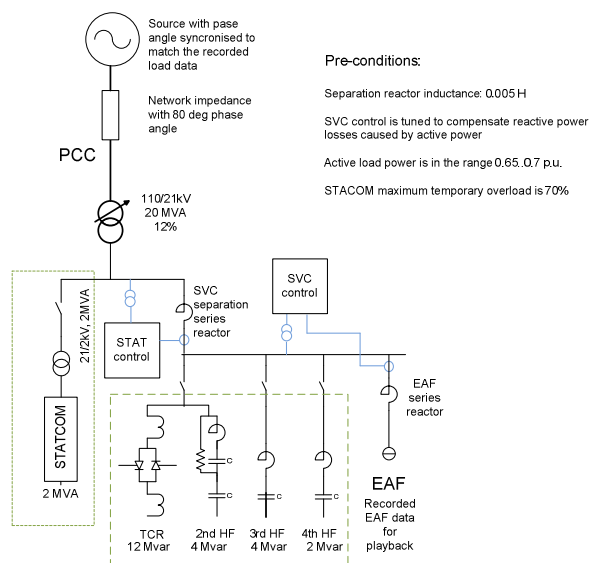 Source with pase
angle syncronised to
match the recorded
load data
Network impedance
with 80 deg phase
angle
PCC
110/21kV
20 MVA
12%
Pre-conditions:
Separation reactor inductance: 0.005 H
SVC control is tuned to compensate reactive power
losses caused by active power
Active load power is in the range 0.65..0.7 p.u.
STACOM maximum temporary overload is 70%
21/2kV, 2MVA
STATCOM
2 MVA
STAT
control
SVC
separation
series
reactor
SVC
control
EAF
series
reactor
EAF
Recorded
EAF data
for
playback
C
C
C
C
TCR
12 Mvar
2nd HF
4 Mvar
3rd HF
4 Mvar
4th HF
2 Mvar